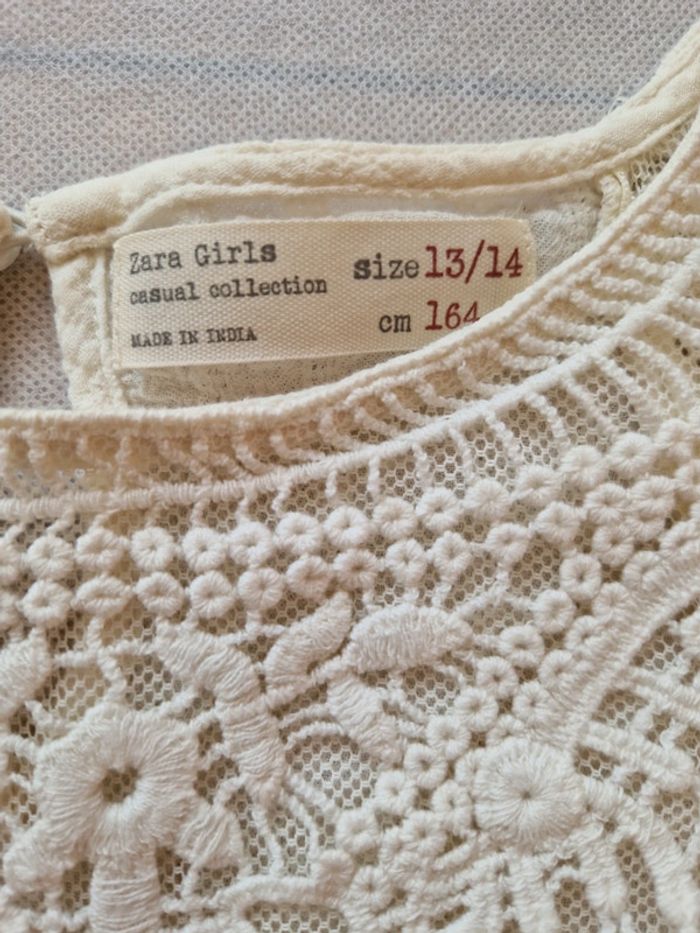 Zara Girls
casual collection
MADE IN INDIA
size 13/14
cm 164